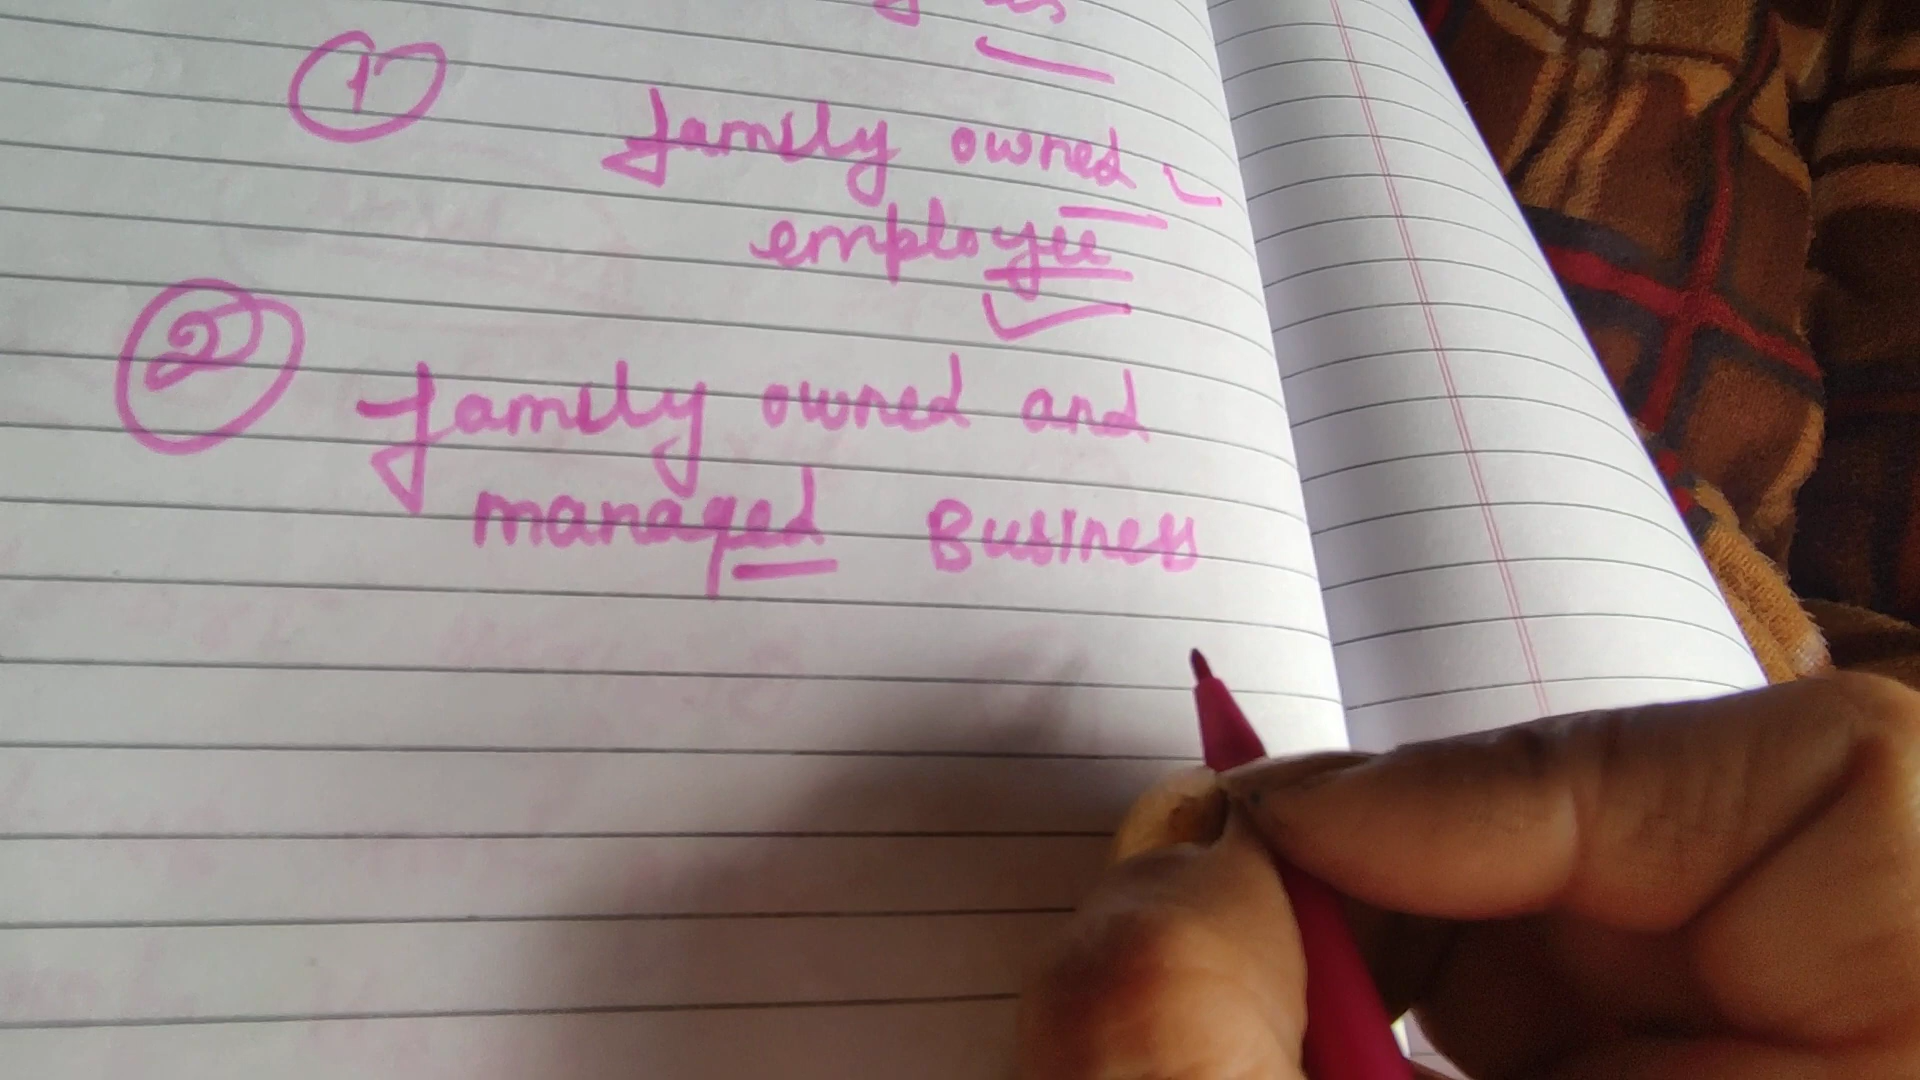 1
family owned
employee
2
family owned and
managed Business